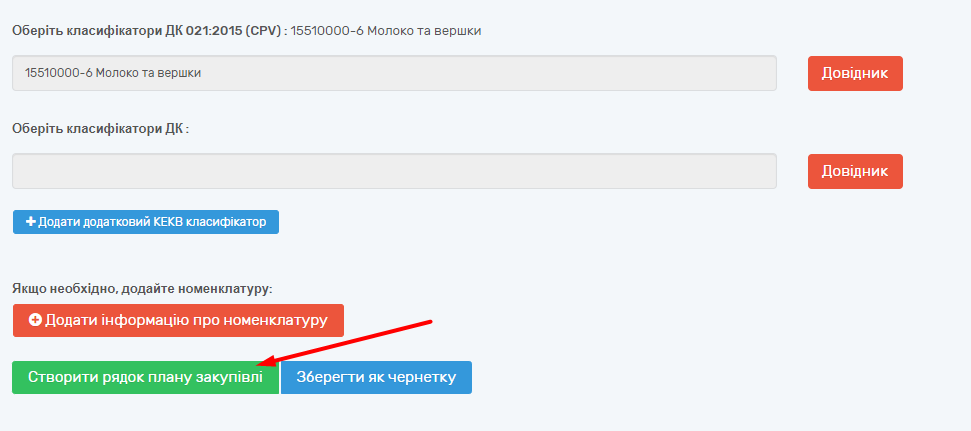 Оберіть класифікатори ДК 021:2015 (CPV) : 15510000-6 Молоко та вершки
15510000-6 Молоко та вершки
Довідник
Оберіть класифікатори ДК :
Довідник
Додати додатковий КЕКВ класифікатор
Якщо необхідно, додайте номенклатуру:
Додати інформацію про номенклатуру
Створити рядок плану закупівлі
Зберегти як чернетку